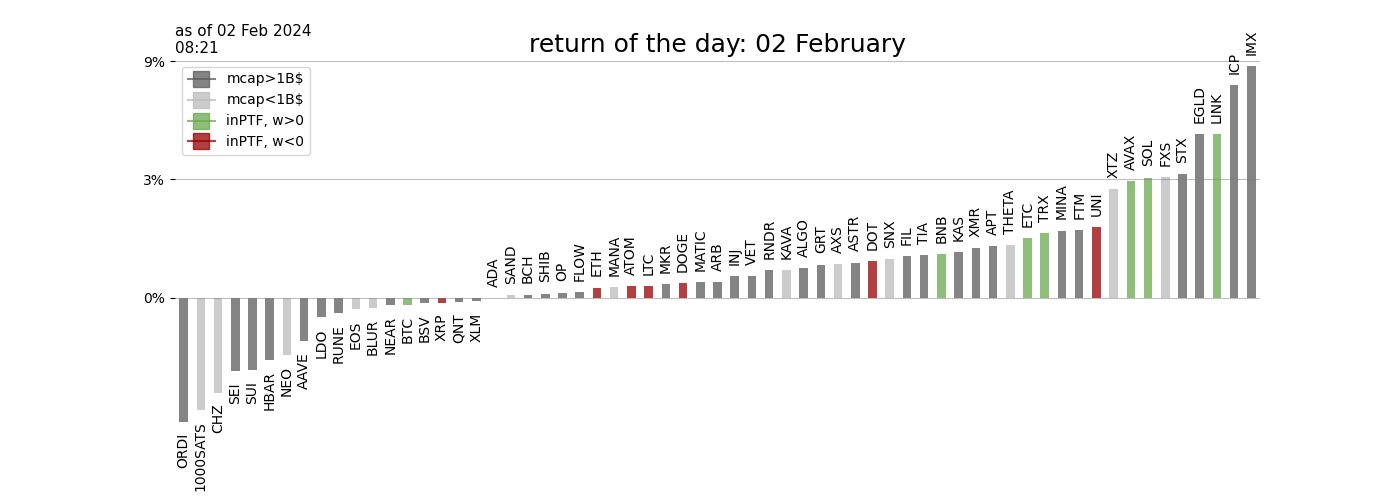 as of 02 Feb 2024
08:21
return of the day: 02 February
9%
3%
0%
mcap>1B$
mcap<1B$
inPTF, w>0
inPTF, w<0
ORDI
1000SATS
CHZ
SEI
SUI
HBAR
NEO
AAVE
LDO
RUNE
EOS
BLUR
NEAR
BTC
BSV
XRP
QNT
XLM
ADA
SAND
BCH
SHIB
OP
FLOW
ETH
MANA
ATOM
LTC
MKR
DOGE
MATIC
ARB
INJ
VET
RNDR
KAVA
ALGO
GRT
AXS
ASTR
DOT
SNX
FIL
TIA
BNB
KAS
XMR
APT
THETA
ETC
TRX
MINA
FTM
UNI
XTZ
AVAX
SOL
FXS
STX
EGLD
LINK
ICP
IMX